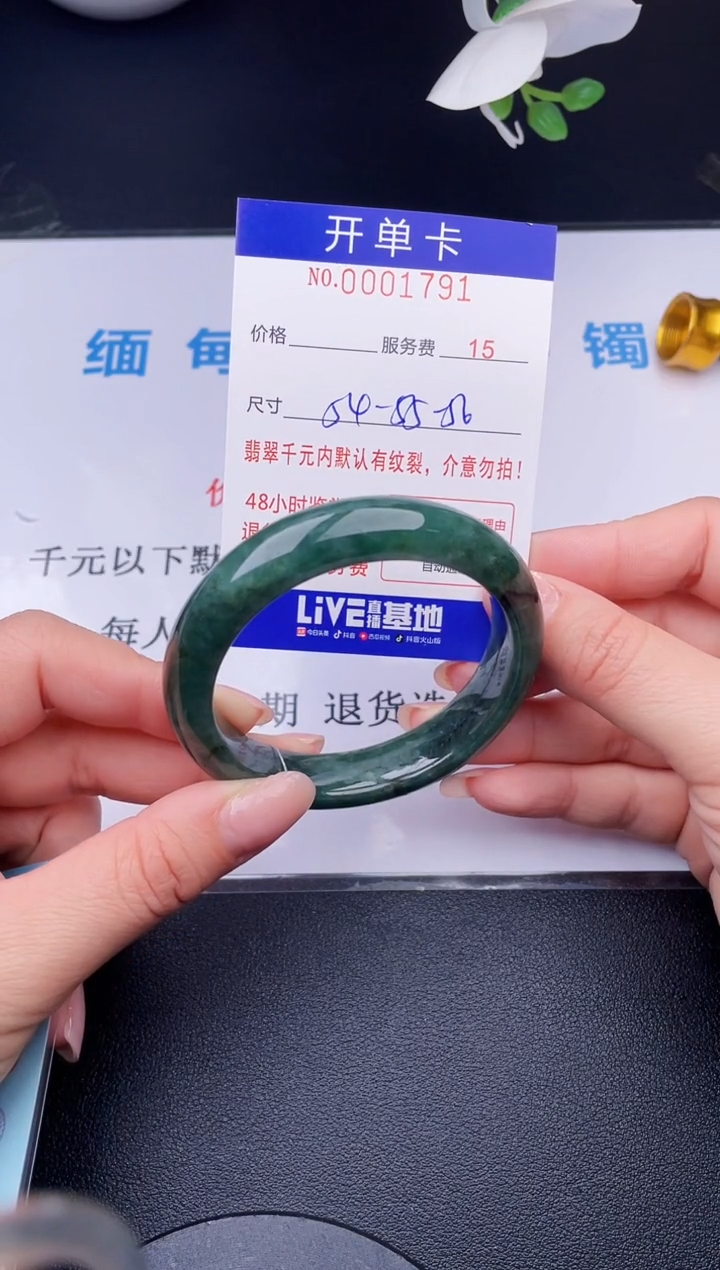 开单卡
NO.0001791
价格 服务费 15
缅甸 镯
尺寸 54-55-56
翡翠千元内默认有纹裂，介意勿拍！
48小时
千元以下默
LiVE直播基地
今日头条 抖音 西瓜视频 抖音火山版
每人
期 退货